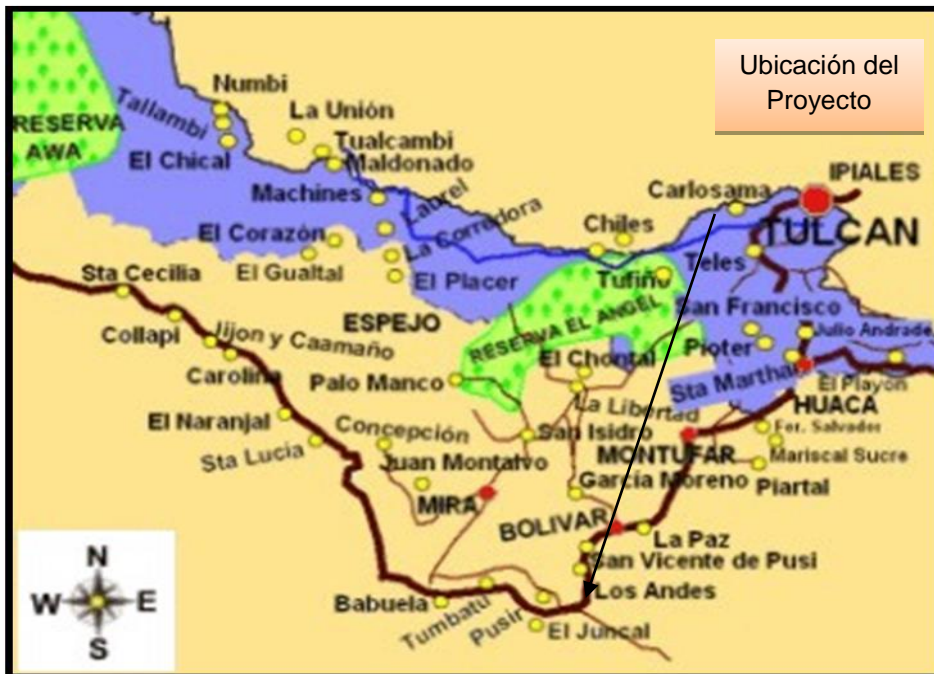 Ubicación del
Proyecto
Numbi
Tallambi
La Unión
RESERVA
AWA
El Chical
Tualcambi
Maldonado
IPIALES
Machines
Laurel
Carlosama
La Corredora
Chiles
TULCAN
El Corazón
Teles
El Gualtal
El Placer
Tufiño
Sta Cecilia
San Francisco
ESPEJO
RESERVA EL ANGEL
Julio Andrade
Collapi
Jijon y Caamaño
Pioter
El Chontal
Sta Martha
Carolina
Palo Manco
El Playon
La Libertad
HUACA
El Naranjal
Fer. Salvador
Concepción
San Isidro
Sta Lucia
MONTUFAR
Mariscal Sucre
Juan Montalvo
García Moreno
Piartal
MIRA
BOLIVAR
La Paz
San Vicente de Pusi
N
W
E
S
Los Andes
Babuela
Tumbatu
Pusir
El Juncal